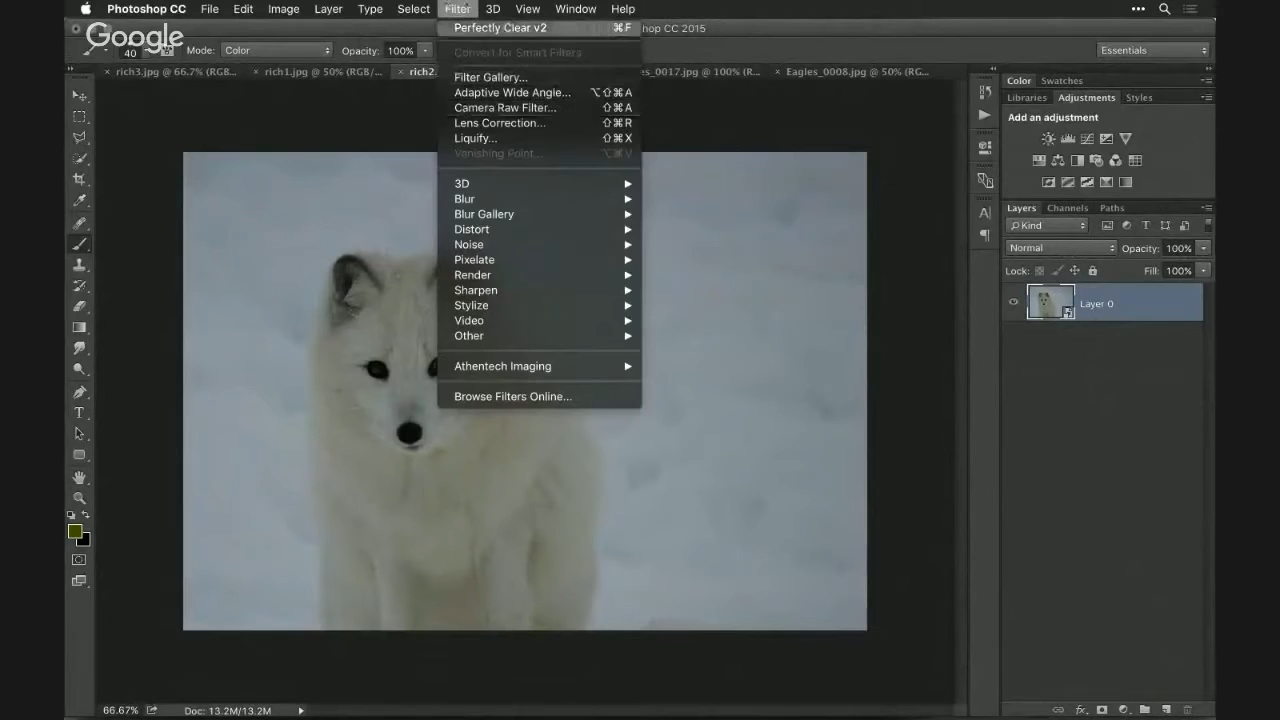 Photoshop CC File Edit Image Layer Type Select Filter 3D View Window Help
Google
Perfectly Clear v2 ⌘F
hop CC 2015
40 Mode: Color Opacity: 100% Essentials
Convert for Smart Filters
× rich3.jpg @ 66.7% (RGB... × rich1.jpg @ 50% (RGB/... × rich2. es_0017.jpg @ 100% (R... × Eagles_0008.jpg @ 50% (RG...
Filter Gallery...
Adaptive Wide Angle... ⌥⇧⌘A
Camera Raw Filter... ⇧⌘A
Lens Correction... ⇧⌘R
Liquify... ⇧⌘X
Vanishing Point... ⌥⌘V
3D
Blur
Blur Gallery
Distort
Noise
Pixelate
Render
Sharpen
Stylize
Video
Other
Athentech Imaging
Browse Filters Online...
Color Swatches
Libraries Adjustments Styles
Add an adjustment
Layers Channels Paths
Kind
Normal Opacity: 100%
Lock: Fill: 100%
Layer 0
66.67% Doc: 13.2M/13.2M